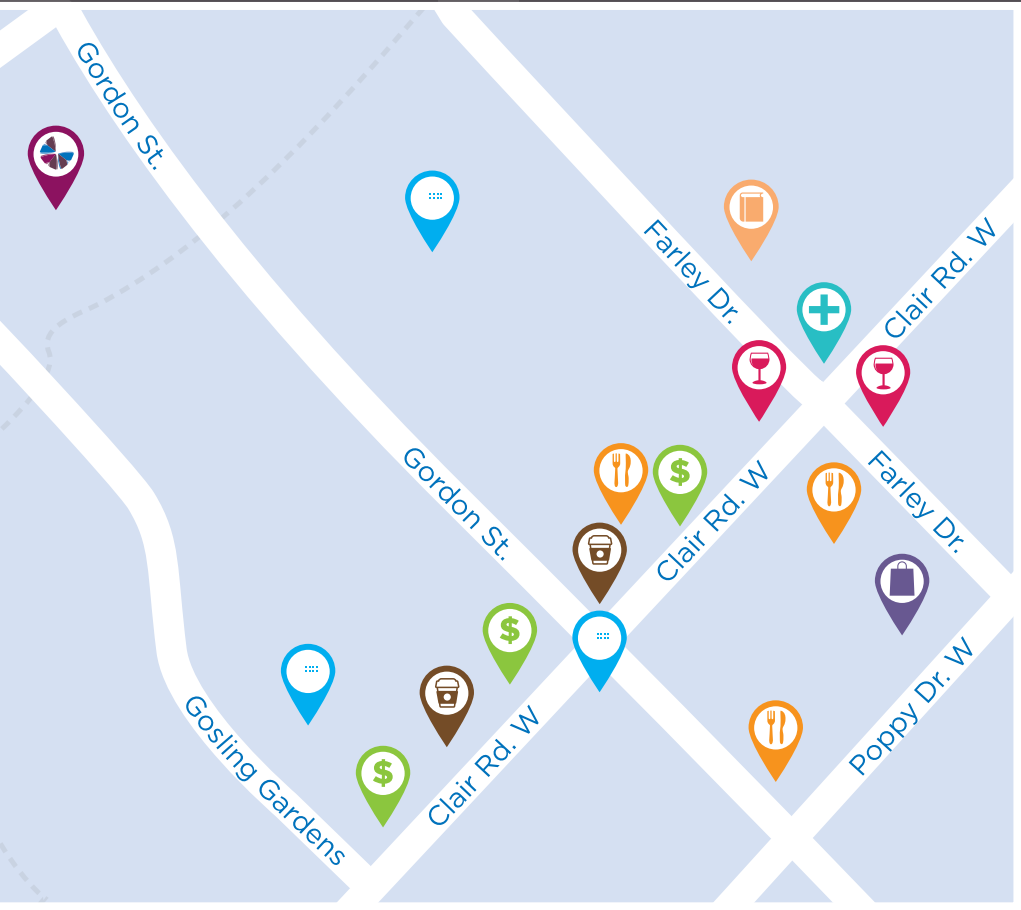 Gordon St.
Farley Dr.
Clair Rd. W
Gordon St.
$
Clair Rd. W
Farley Dr.
$
Gosling Gardens
$
Clair Rd. W
Poppy Dr. W